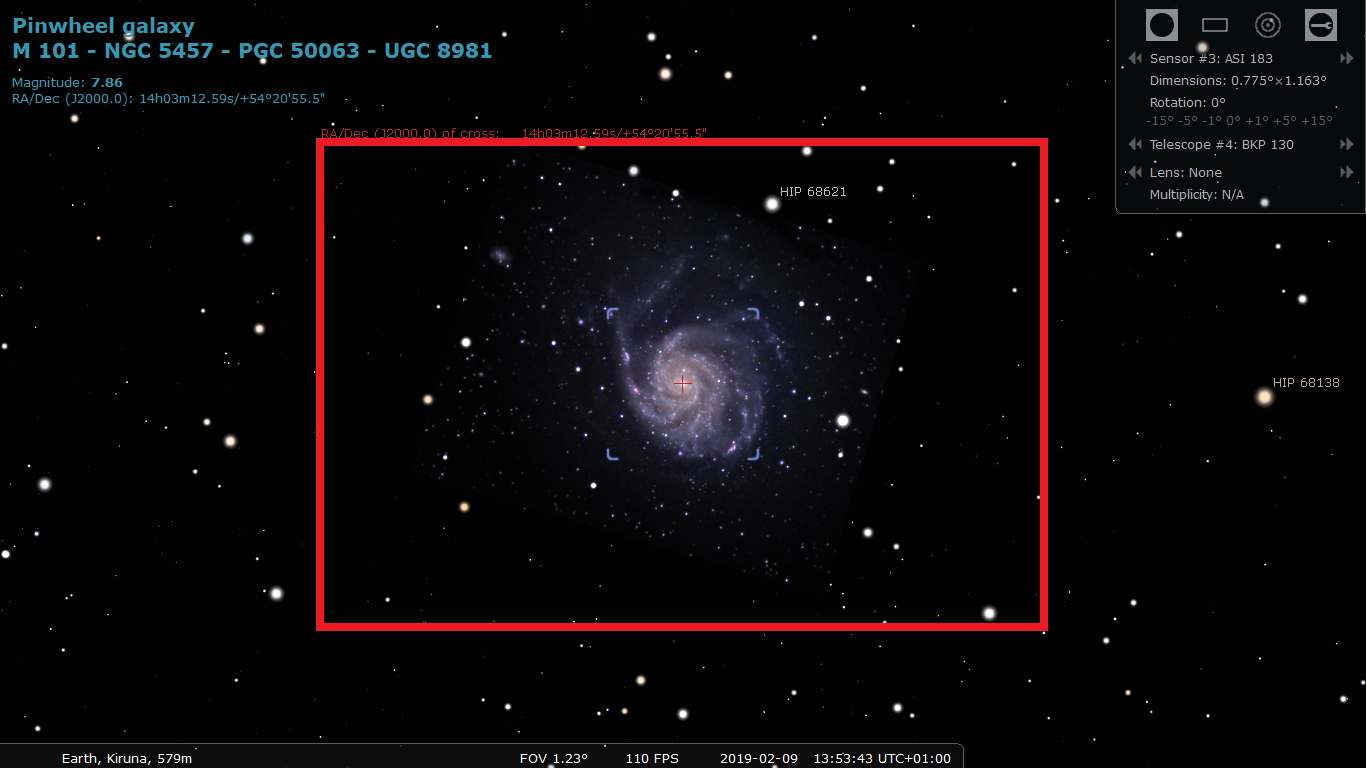 Pinwheel galaxy
M 101 - NGC 5457 - PGC 50063 - UGC 8981
Magnitude: 7.86
RA/Dec (J2000.0): 14h03m12.59s/+54°20'55.5"
Sensor #3: ASI 183
Dimensions: 0.775°×1.163°
Rotation: 0°
-15° -5° -1° 0° +1° +5° +15°
Telescope #4: BKP 130
Lens: None
Multiplicity: N/A
RA/Dec (J2000.0) of cross: 14h03m12.59s/+54°20'55.5"
HIP 68621
HIP 68138
Earth, Kiruna, 579m FOV 1.23° 110 FPS 2019-02-09 13:53:43 UTC+01:00